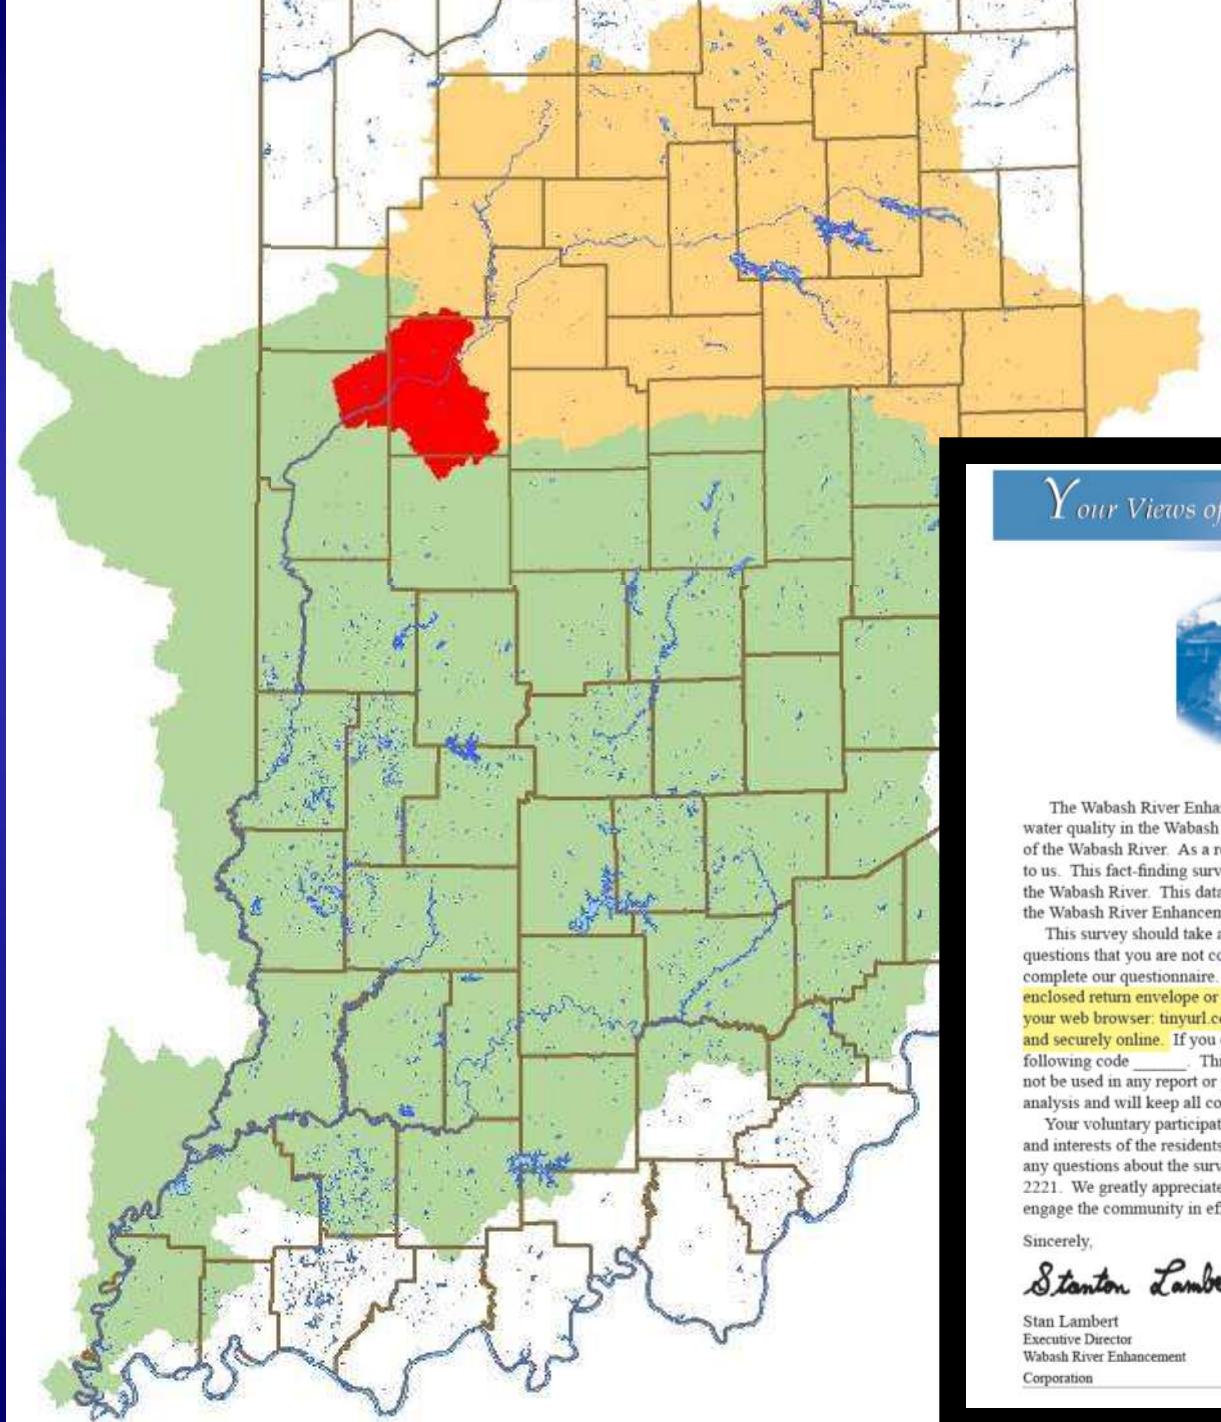 Your Views of
The Wabash River Enha
water quality in the Wabash
of the Wabash River. As a r
to us. This fact-finding surv
the Wabash River. This data
the Wabash River Enhancen
This survey should take a
questions that you are not co
complete our questionnaire.
enclosed return envelope or
your web browser: tinyurl.c
and securely online. If you
following code ______. Th
not be used in any report or
analysis and will keep all co
Your voluntary participat
and interests of the residents
any questions about the surv
2221. We greatly appreciate
engage the community in ef
Sincerely,
Stanton Lambe
Stan Lambert
Executive Director
Wabash River Enhancement
Corporation